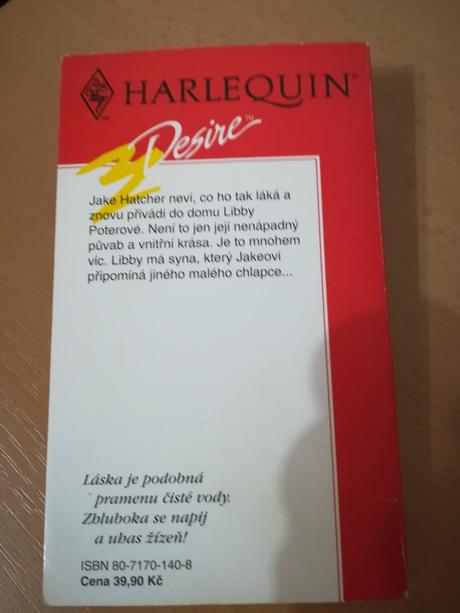 HARLEQUIN®
TM
Desire™
Jake Hatcher neví, co ho tak láká a
znovu přivádí do domu Libby
Poterové. Není to jen její nenápadný
půvab a vnitřní krása. Je to mnohem
víc. Libby má syna, který Jakeovi
připomíná jiného malého chlapce...
Láska je podobná
pramenu čisté vody.
Zhluboka se napij
a uhas žízeň!
ISBN 80-7170-140-8
Cena 39,90 Kč